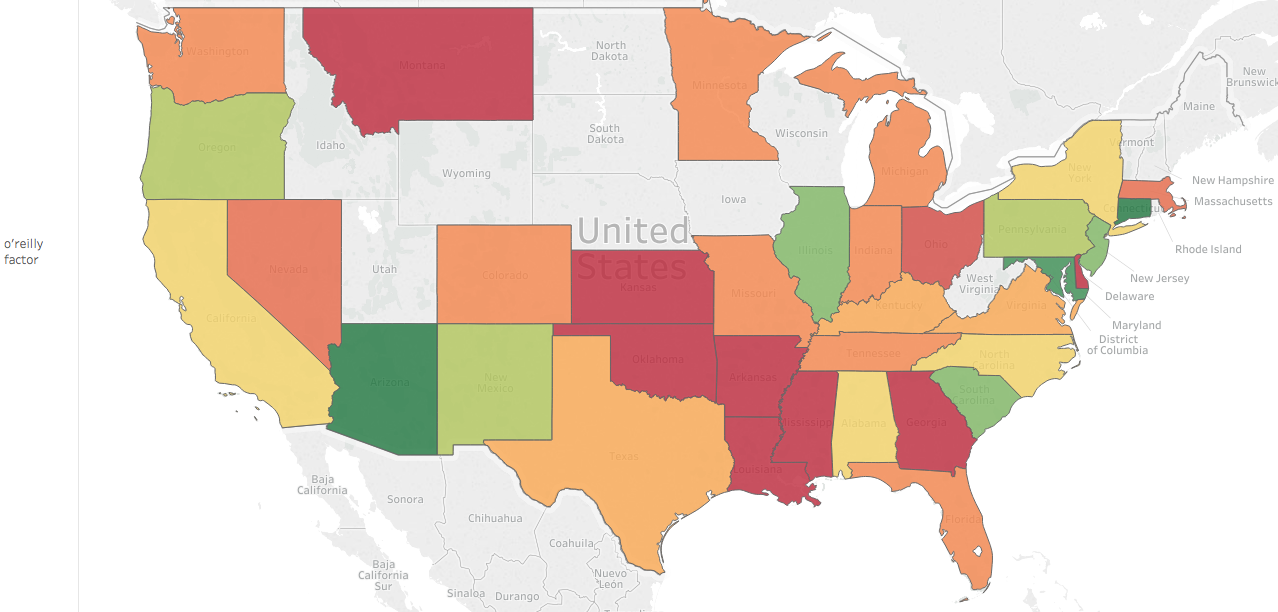 o'reilly
factor
Washington
Montana
North
Dakota
Minnesota
New
Brunswick
Maine
South
Dakota
Wisconsin
Vermont
Oregon
Idaho
Wyoming
Michigan
New
York
New Hampshire
Massachusetts
Connecticu
Iowa
United
States
Pennsylvania
Rhode Island
Nevada
Utah
Colorado
Kansas
Illinois
Indiana
Ohio
West
Virginia
New Jersey
Delaware
Missouri
Kentucky
Virginia
Maryland
District
of Columbia
California
Arizona
New
Mexico
Oklahoma
Arkansas
Tennessee
North
Carolina
South
Carolina
Texas
Louisiana
Mississippi
Alabama
Georgia
Florida
Baja
California
Sonora
Chihuahua
Coahuila
Baja
California
Sur
Sinaloa
Durango
Nuevo
León